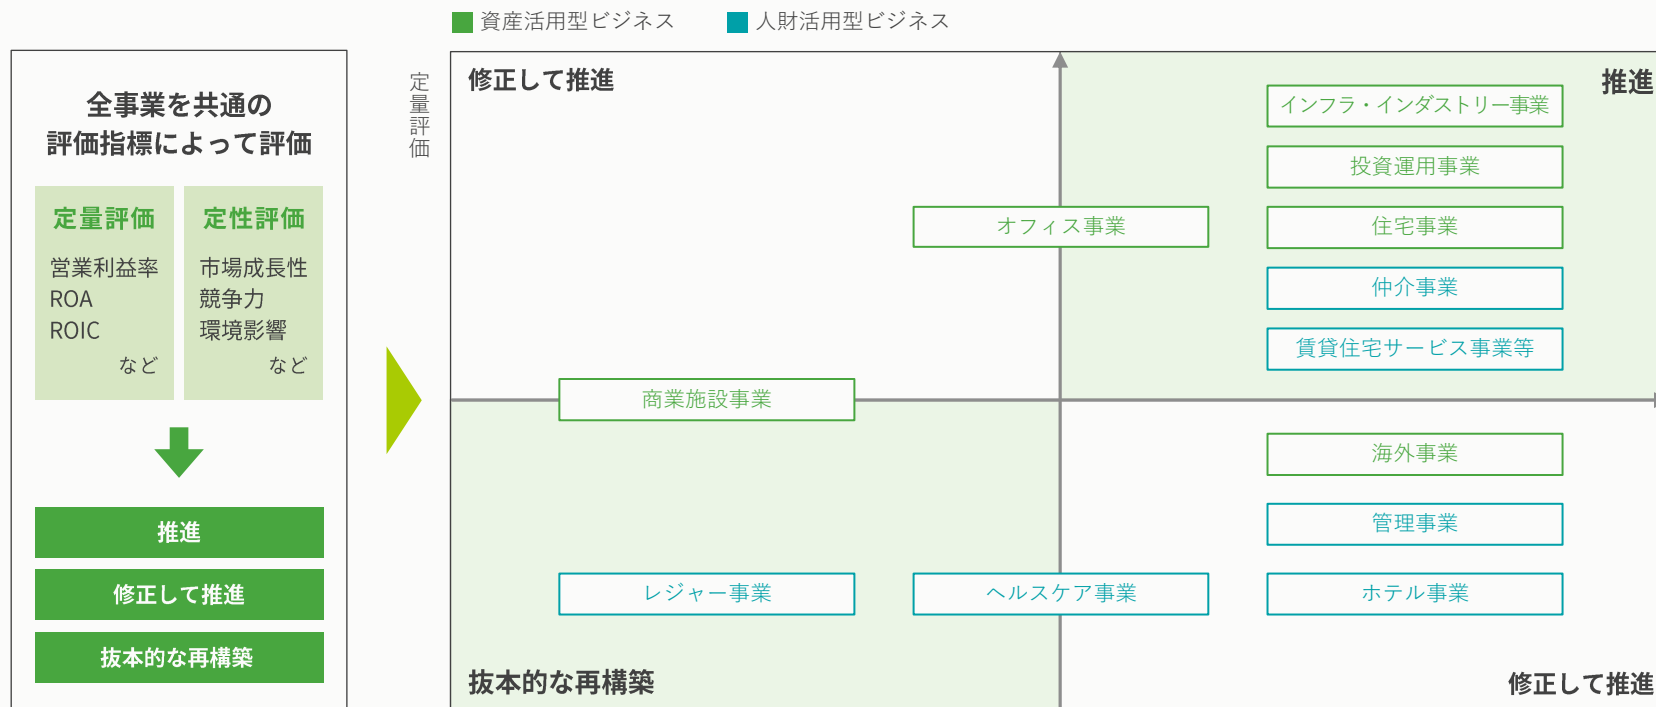 資産活用型ビジネス
人財活用型ビジネス
全事業を共通の
評価指標によって評価
定量評価
営業利益率
ROA
ROIC
など
定性評価
市場成長性
競争力
環境影響
など
推進
修正して推進
抜本的な再構築
定量評価
修正して推進
推進
インフラ・インダストリー事業
投資運用事業
オフィス事業
住宅事業
仲介事業
賃貸住宅サービス事業等
商業施設事業
海外事業
管理事業
レジャー事業
ヘルスケア事業
ホテル事業
抜本的な再構築
修正して推進